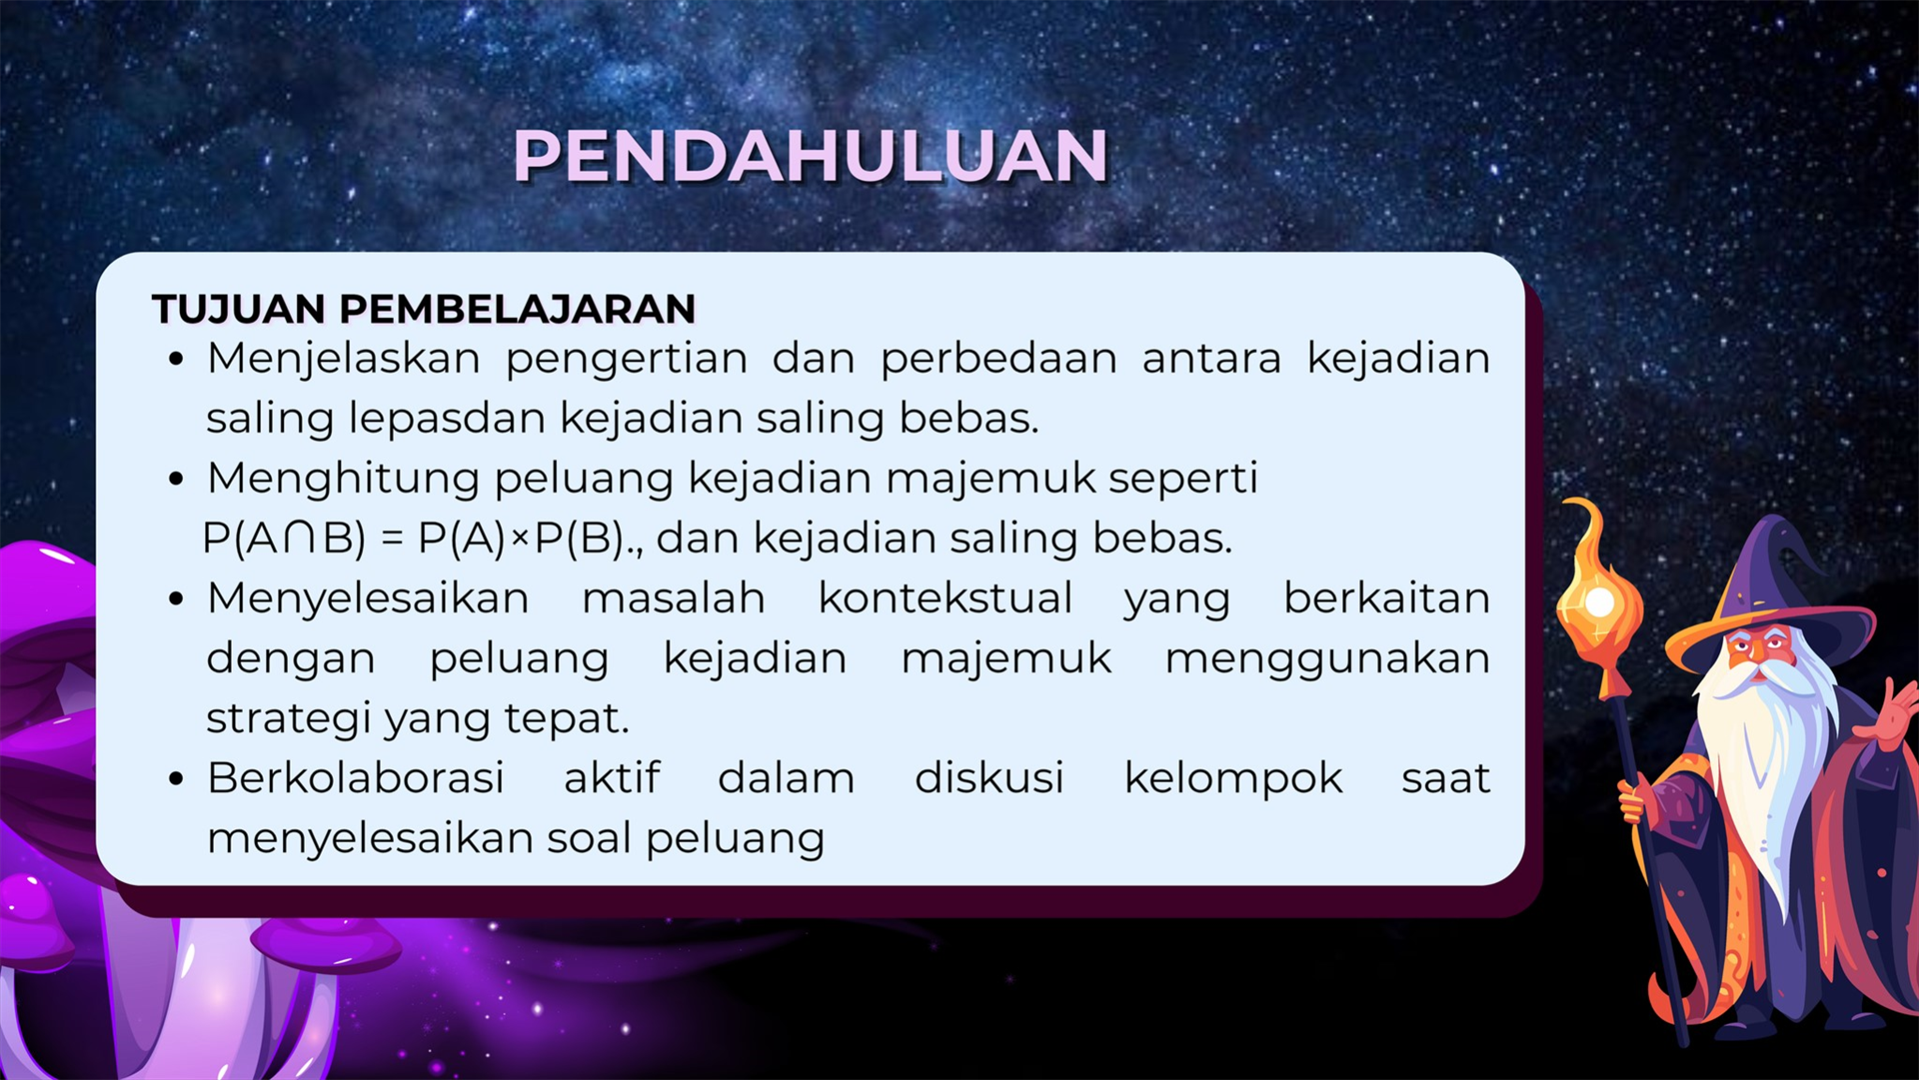 PENDAHULUAN
TUJUAN PEMBELAJARAN
• Menjelaskan pengertian dan perbedaan antara kejadian
saling lepasdan kejadian saling bebas.
• Menghitung peluang kejadian majemuk seperti
P(A∩B) = P(A)×P(B)., dan kejadian saling bebas.
• Menyelesaikan masalah kontekstual yang berkaitan
dengan peluang kejadian majemuk menggunakan
strategi yang tepat.
• Berkolaborasi aktif dalam diskusi kelompok saat
menyelesaikan soal peluang